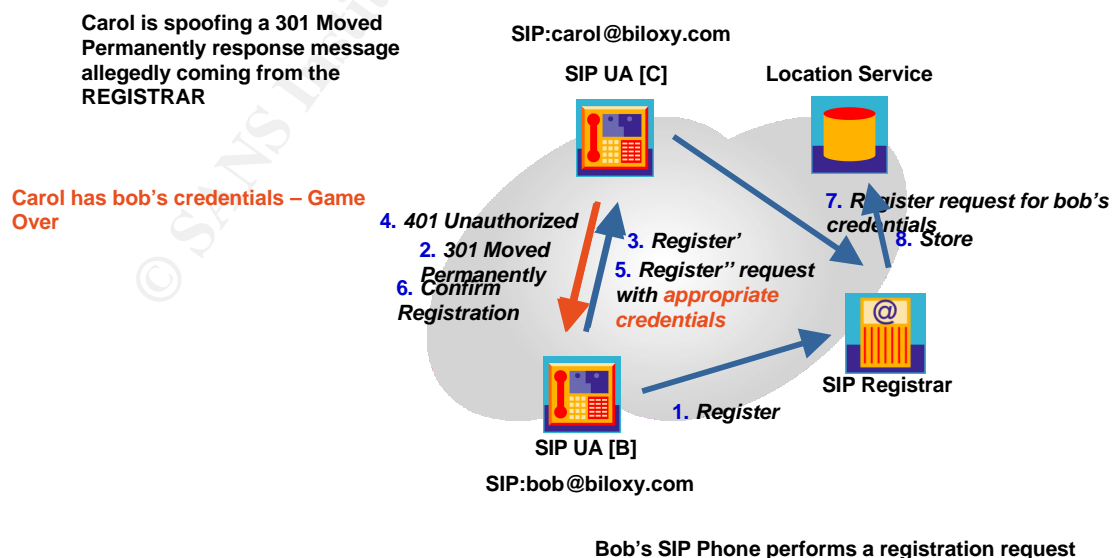 Carol is spoofing a 301 Moved
Permanently response message
allegedly coming from the
REGISTRAR
SIP:carol@biloxy.com
SIP UA [C]
Location Service
Carol has bob's credentials – Game
Over
4. 401 Unauthorized
2. 301 Moved
Permanently
6. Confirm
Registration
3. Register'
5. Register'' request
with appropriate
credentials
7. Register request for bob's
credentials
8. Store
@
SIP Registrar
1. Register
SIP UA [B]
SIP:bob@biloxy.com
Bob's SIP Phone performs a registration request
© SANS Instit